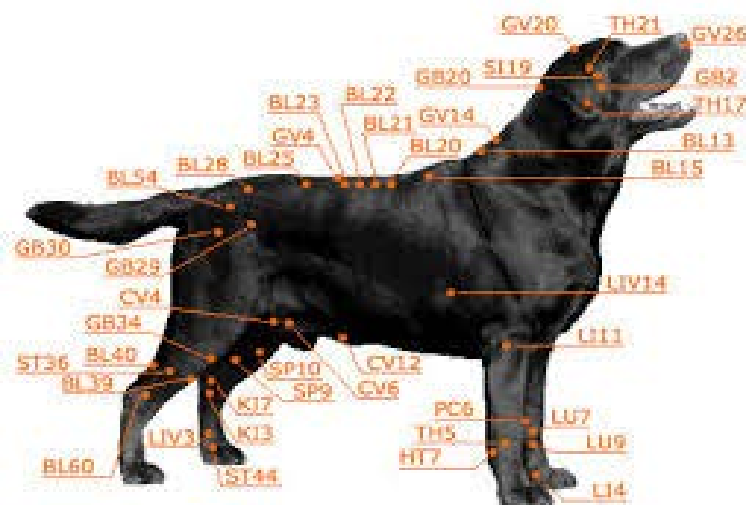 GV20
TH21
GV26
SI19
GB20
GB2
BL22
BL23
TH17
BL21
GV14
GV4
BL20
BL13
BL28
BL25
BL15
BL54
GB30
GB29
LIV14
CV4
GB34
LI11
ST36
BL40
CV12
SP10
BL39
CV6
SP9
KI7
PC6
LU7
KI3
TH5
LIV3
LU9
HT7
BL60
ST44
LI4